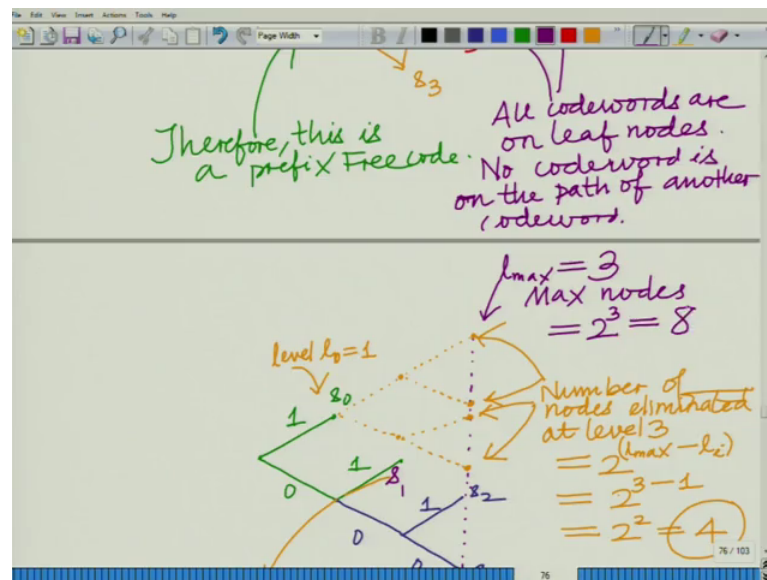 File Edit View Insert Actions Tools Help
Page Width
B I
s3
Therefore, this is
a prefix Free code.
All codewords are
on leaf nodes.
No codeword is
on the path of another
codeword.
lmax = 3
Max nodes
= 2^3 = 8
level l0 = 1
s0
1
0
1
s1
1
s2
0
0
Number of
nodes eliminated
at level 3
= 2^(lmax - li)
= 2^3-1
= 2^2 = 4
76 / 103
76